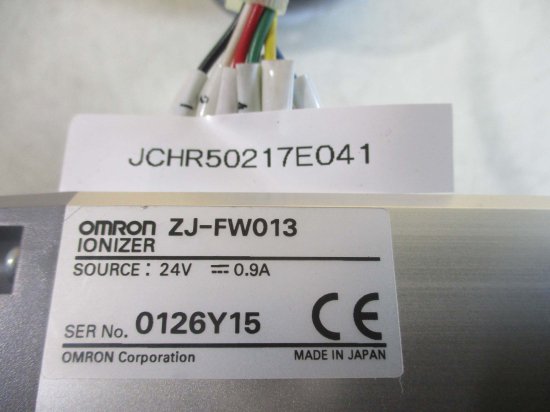 JCHR50217E041
omron ZJ-FW013
IONIZER
SOURCE : 24V ⎓ 0.9A
SER No. 0126Y15
CE
OMRON Corporation MADE IN JAPAN